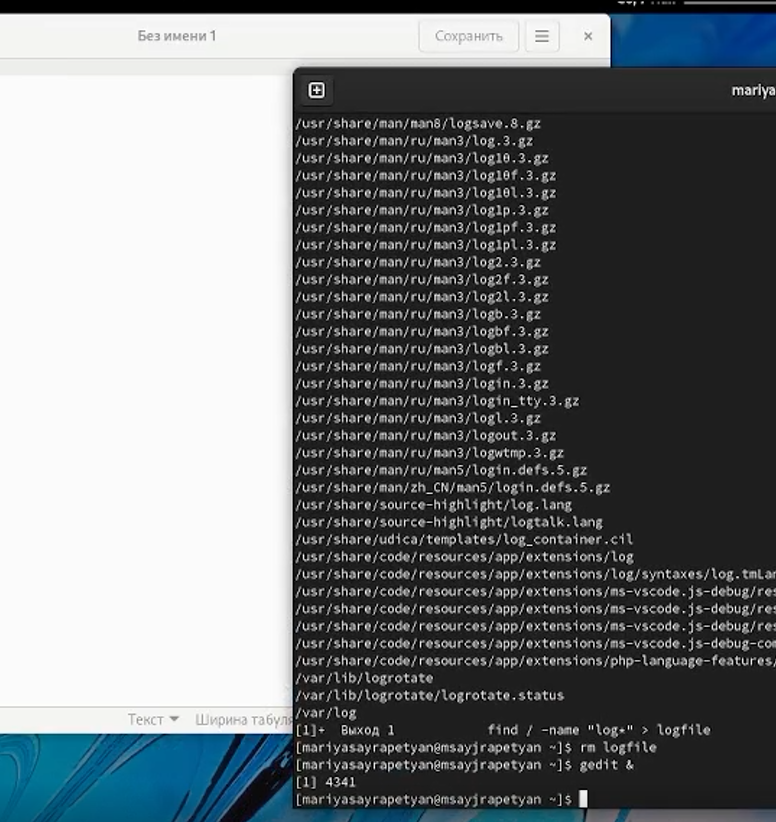 Без имени 1
Сохранить
mariya
/usr/share/man/man8/logsave.8.gz
/usr/share/man/ru/man3/log.3.gz
/usr/share/man/ru/man3/log10.3.gz
/usr/share/man/ru/man3/log10f.3.gz
/usr/share/man/ru/man3/log10l.3.gz
/usr/share/man/ru/man3/log1p.3.gz
/usr/share/man/ru/man3/log1pf.3.gz
/usr/share/man/ru/man3/log1pl.3.gz
/usr/share/man/ru/man3/log2.3.gz
/usr/share/man/ru/man3/log2f.3.gz
/usr/share/man/ru/man3/log2l.3.gz
/usr/share/man/ru/man3/logb.3.gz
/usr/share/man/ru/man3/logbf.3.gz
/usr/share/man/ru/man3/logbl.3.gz
/usr/share/man/ru/man3/logf.3.gz
/usr/share/man/ru/man3/login.3.gz
/usr/share/man/ru/man3/login_tty.3.gz
/usr/share/man/ru/man3/logl.3.gz
/usr/share/man/ru/man3/logout.3.gz
/usr/share/man/ru/man3/logwtmp.3.gz
/usr/share/man/ru/man5/login.defs.5.gz
/usr/share/man/zh_CN/man5/login.defs.5.gz
/usr/share/source-highlight/log.lang
/usr/share/source-highlight/logtalk.lang
/usr/share/udica/templates/log_container.cil
/usr/share/code/resources/app/extensions/log
/usr/share/code/resources/app/extensions/log/syntaxes/log.tmLan
/usr/share/code/resources/app/extensions/ms-vscode.js-debug/res
/usr/share/code/resources/app/extensions/ms-vscode.js-debug/res
/usr/share/code/resources/app/extensions/ms-vscode.js-debug/res
/usr/share/code/resources/app/extensions/ms-vscode.js-debug-com
/usr/share/code/resources/app/extensions/php-language-features/
/var/lib/logrotate
/var/lib/logrotate/logrotate.status
/var/log
[1]+  Выход 1            find / -name "log*" > logfile
[mariyasayrapetyan@msayjrapetyan ~]$ rm logfile
[mariyasayrapetyan@msayjrapetyan ~]$ gedit &
[1] 4341
[mariyasayrapetyan@msayjrapetyan ~]$
Текст Ширина табуля